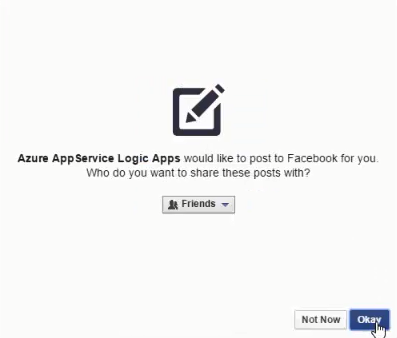 Azure AppService Logic Apps would like to post to Facebook for you.
Who do you want to share these posts with?
Friends
Not Now
Okay